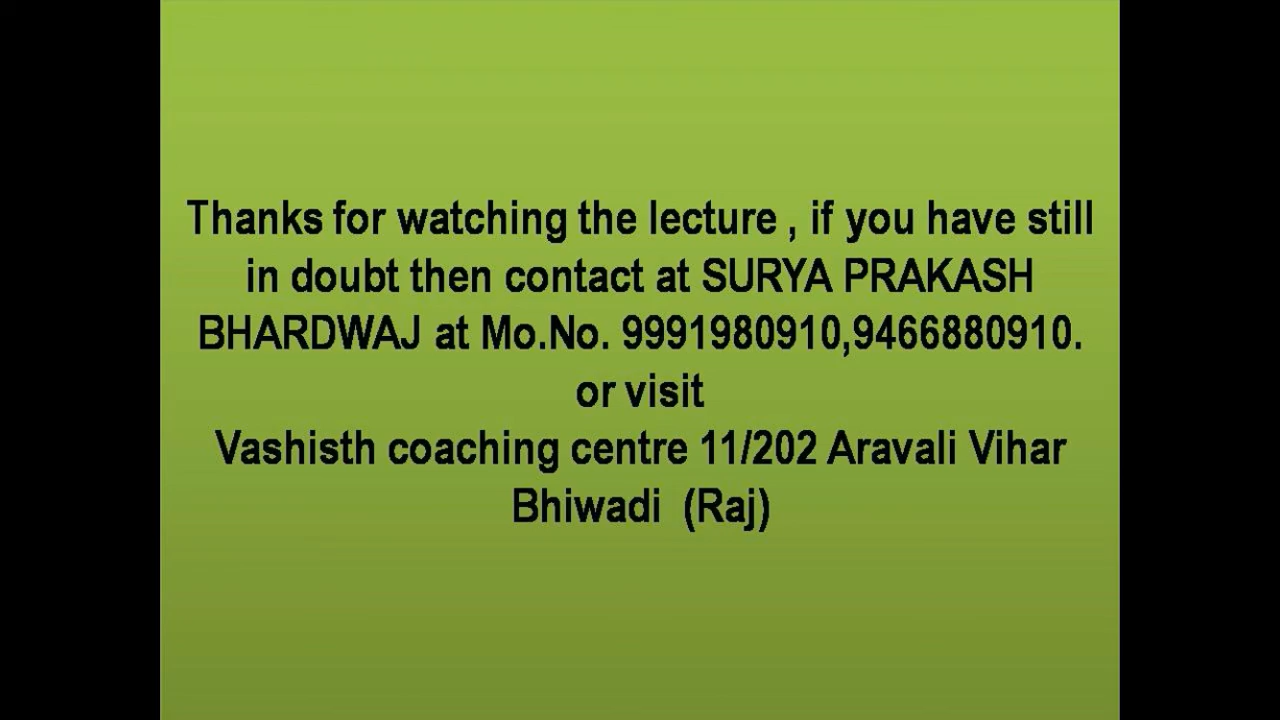 Thanks for watching the lecture , if you have still
in doubt then contact at SURYA PRAKASH
BHARDWAJ at Mo.No. 9991980910,9466880910.
or visit
Vashisth coaching centre 11/202 Aravali Vihar
Bhiwadi (Raj)